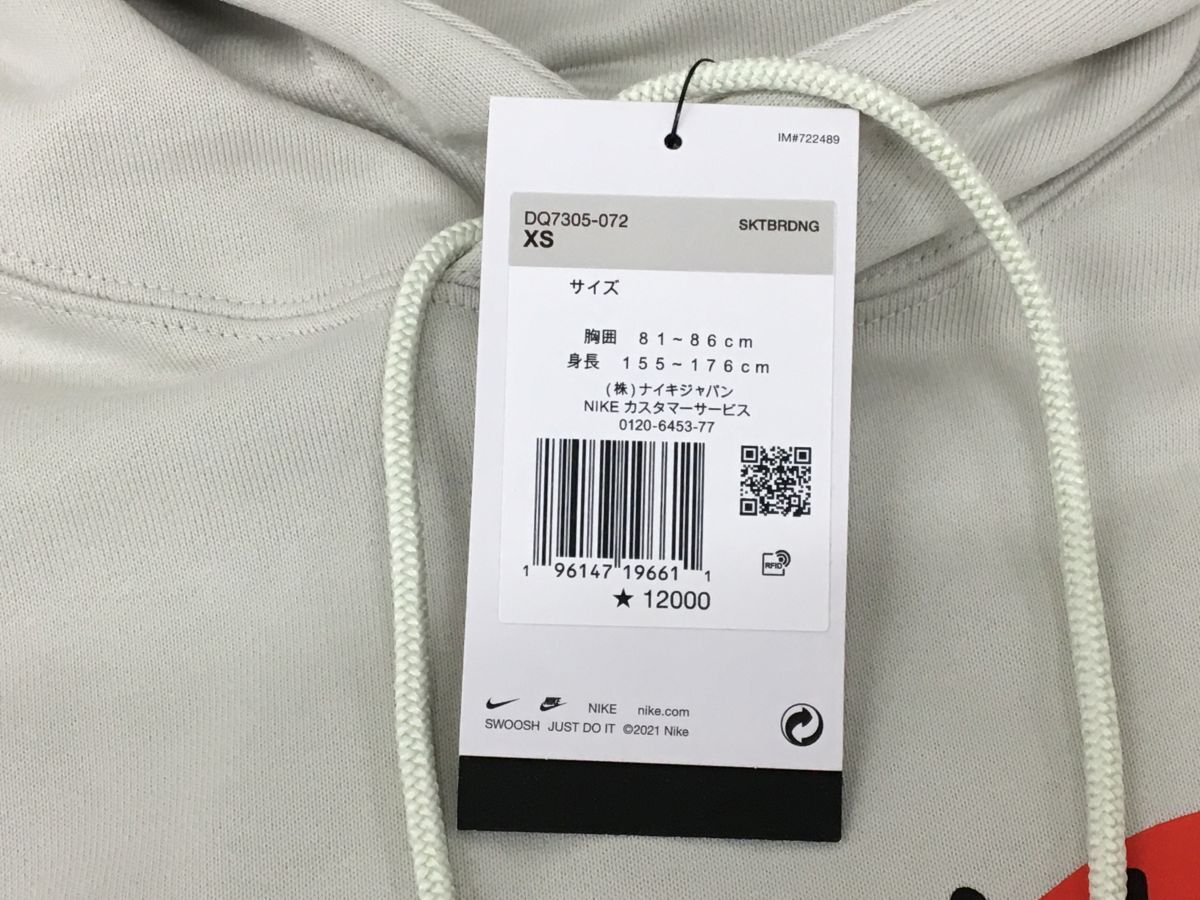 IM#722489
DQ7305-072
XS
SKTBRDNG
サイズ
胸囲 81~86cm
身長 155~176cm
(株)ナイキジャパン
NIKE カスタマーサービス
0120-6453-77
1 96147 19661 1
RFID
★ 12000
NIKE nike.com
SWOOSH JUST DO IT ©2021 Nike